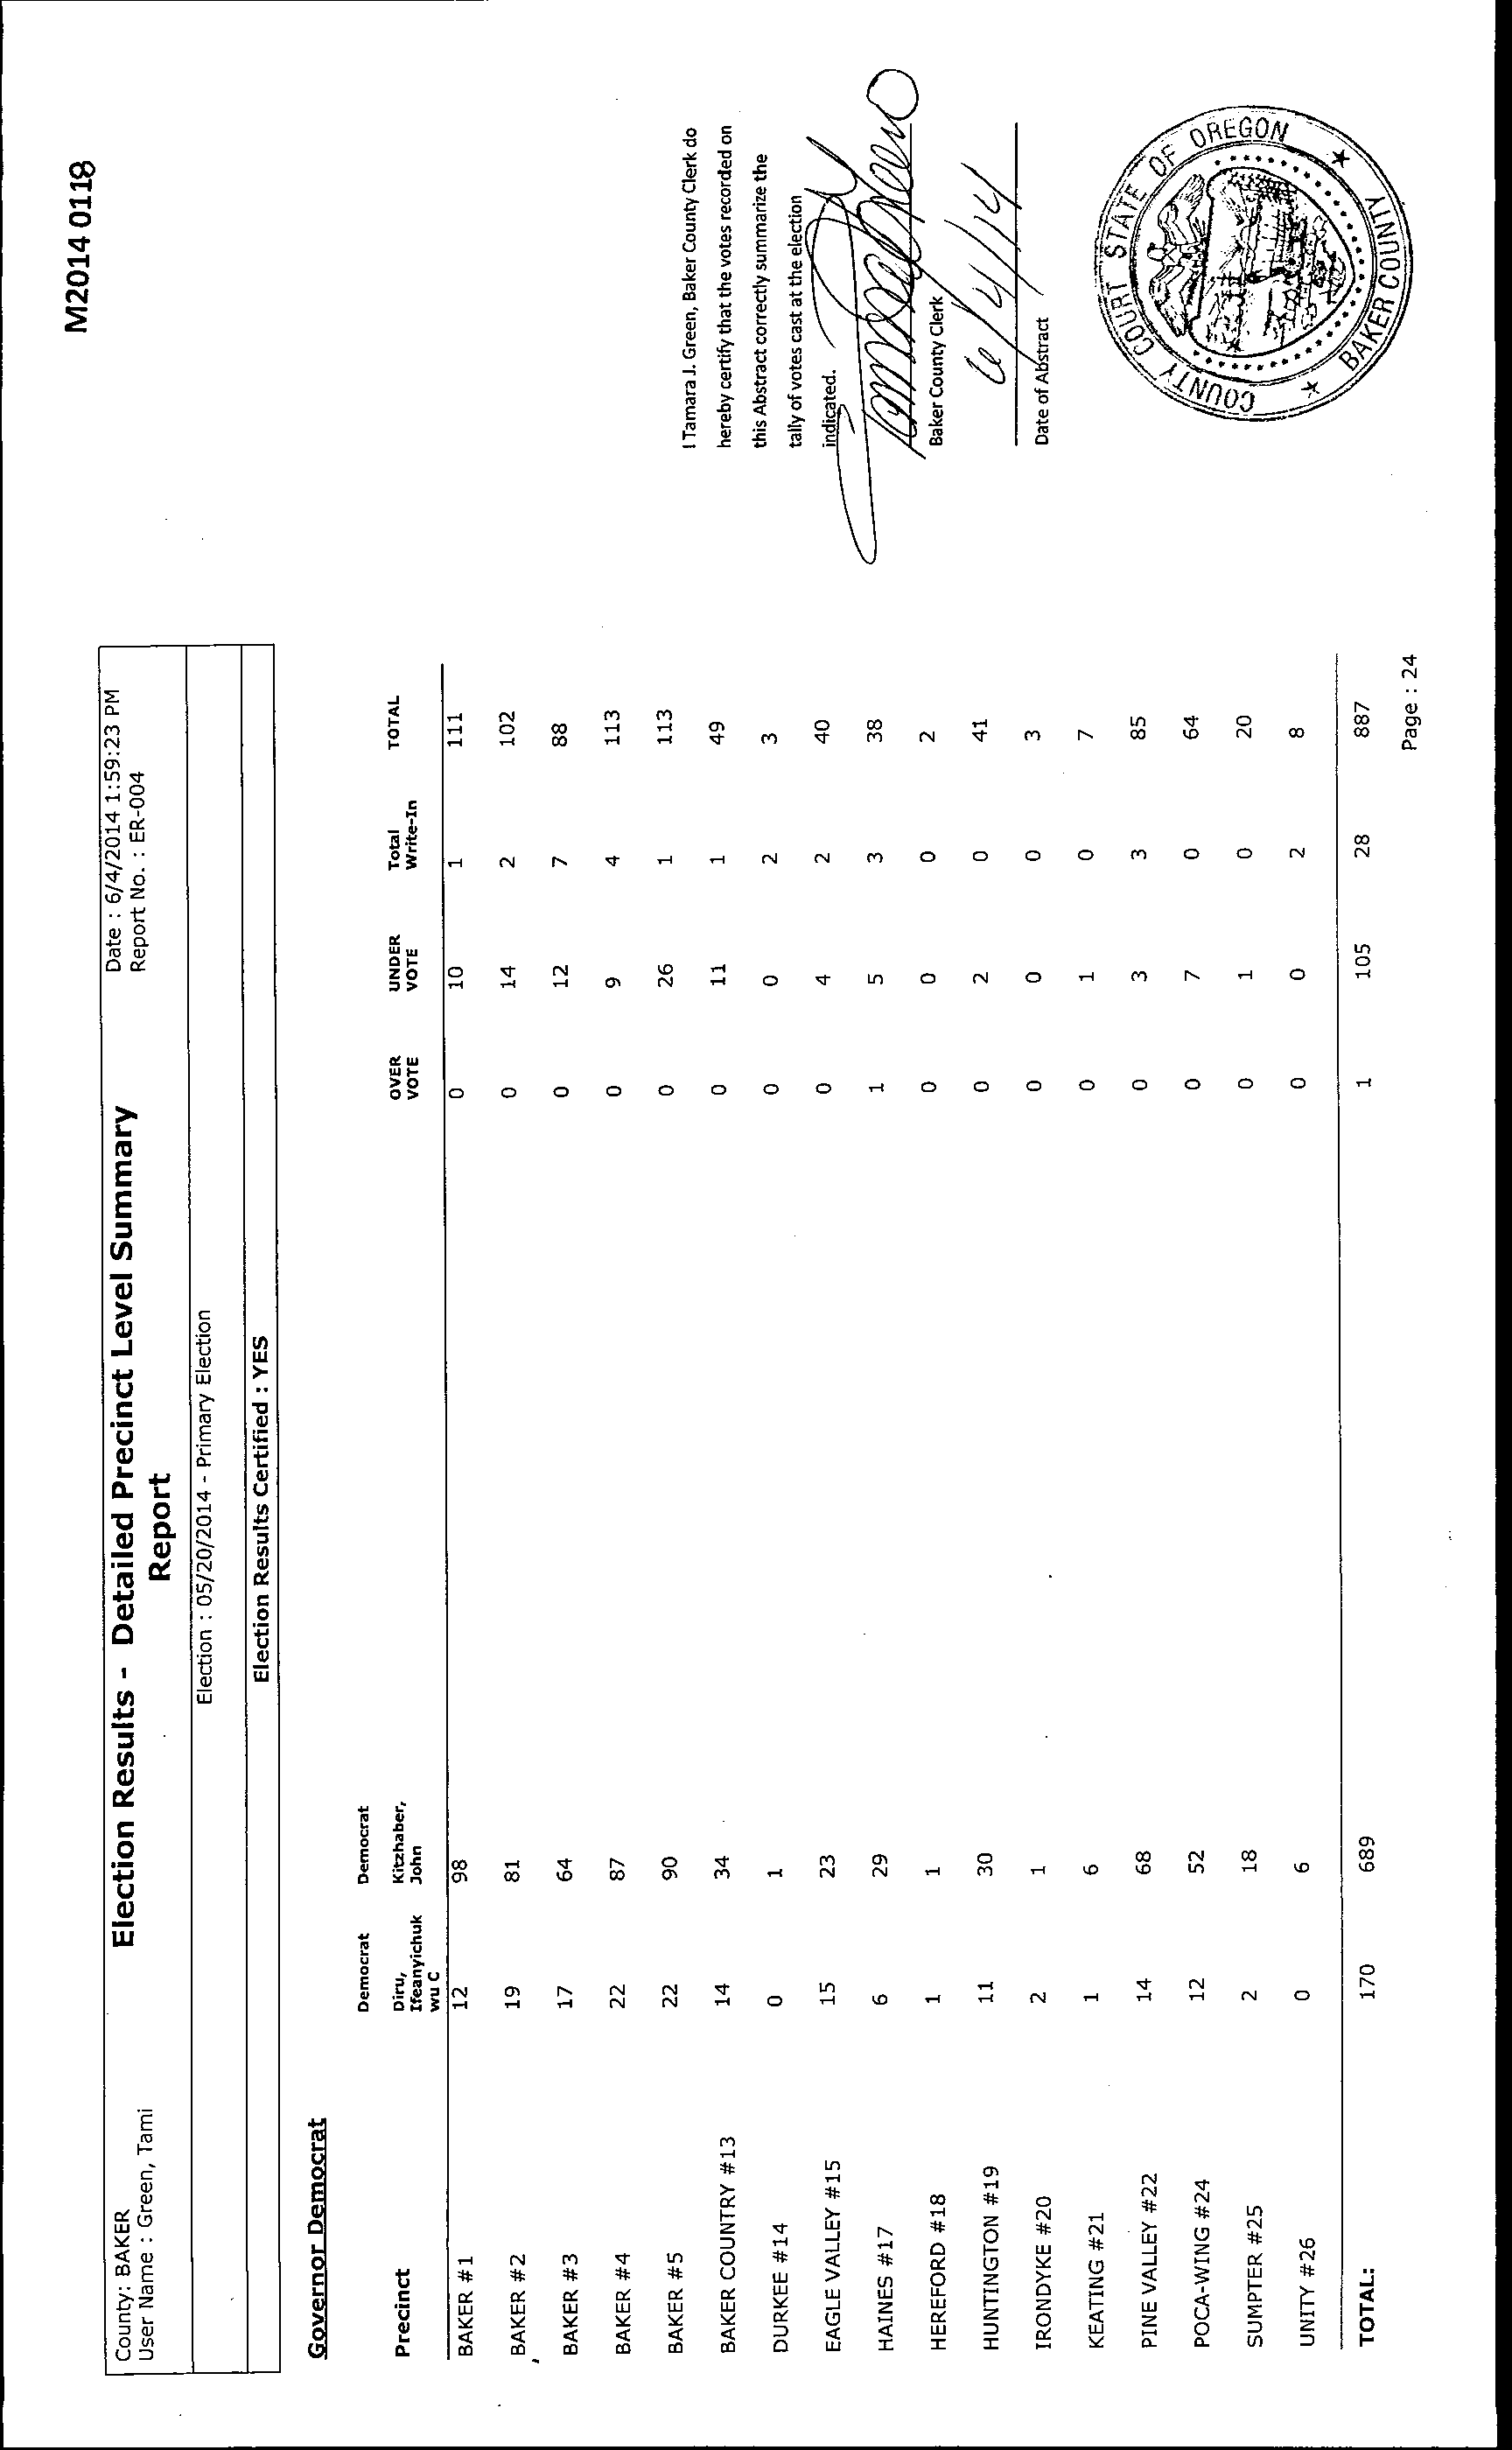 M2014 0118
County: BAKER Election Results - Detailed Precinct Level Summary Date : 6/4/2014 1:59:23 PM
User Name : Green, Tami Report Report No. : ER-004
Election : 05/20/2014 - Primary Election
Election Results Certified : YES
Governor Democrat
Democrat Democrat
Precinct Diru, Kitzhaber, OVER UNDER Total TOTAL
Ifeanyichuk John VOTE VOTE Write-In
wu C
BAKER #1 12 98 0 10 1 111
BAKER #2 19 81 0 14 2 102
BAKER #3 17 64 0 12 7 88
BAKER #4 22 87 0 9 4 113
BAKER #5 22 90 0 26 1 113
BAKER COUNTRY #13 14 34 0 11 1 49
DURKEE #14 0 1 0 0 2 3
EAGLE VALLEY #15 15 23 0 4 2 40
HAINES #17 6 29 1 5 3 38
HEREFORD #18 1 1 0 0 0 2
HUNTINGTON #19 11 30 0 2 0 41
IRONDYKE #20 2 1 0 0 0 3
KEATING #21 1 6 0 1 0 7
PINE VALLEY #22 14 68 0 3 3 85
POCA-WING #24 12 52 0 7 0 64
SUMPTER #25 2 18 0 1 0 20
UNITY #26 0 6 0 0 2 8
TOTAL: 170 689 1 105 28 887
Page : 24
I Tamara J. Green, Baker County Clerk do
hereby certify that the votes recorded on
this Abstract correctly summarize the
tally of votes cast at the election
indicated.
Baker County Clerk
6/4/14
Date of Abstract
COUNTY COURT STATE OF OREGON
BAKER COUNTY